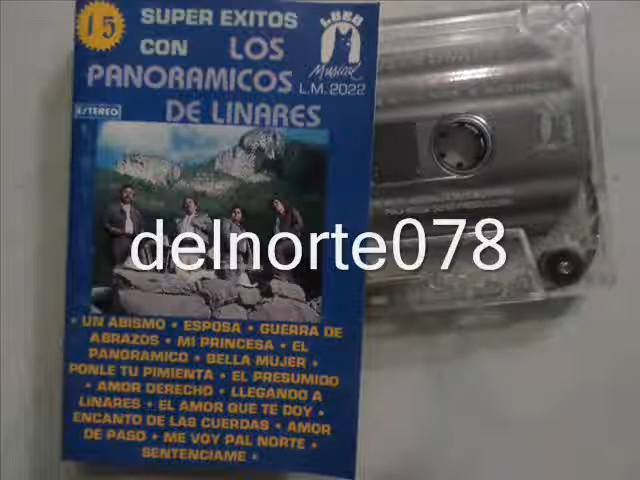 15
SUPER EXITOS
CON LOS
PANORAMICOS
DE LINARES
LOBO
Musical
L.M. 2022
ESTEREO
delnorte078
• UN ABISMO • ESPOSA • GUERRA DE
ABRAZOS • MI PRINCESA • EL
PANORAMICO • BELLA MUJER •
PONLE TU PIMIENTA • EL PRESUMIDO
• AMOR DERECHO • LLEGANDO A
LINARES • EL AMOR QUE TE DOY •
ENCANTO DE LAS CUERDAS • AMOR
DE PASO • ME VOY PAL NORTE •
SENTENCIAME •